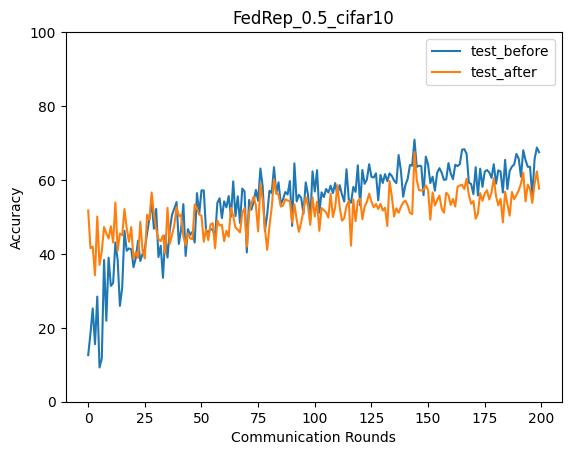 FedRep_0.5_cifar10
100
80
60
40
20
0
Accuracy
test_before
test_after
0 25 50 75 100 125 150 175 200
Communication Rounds